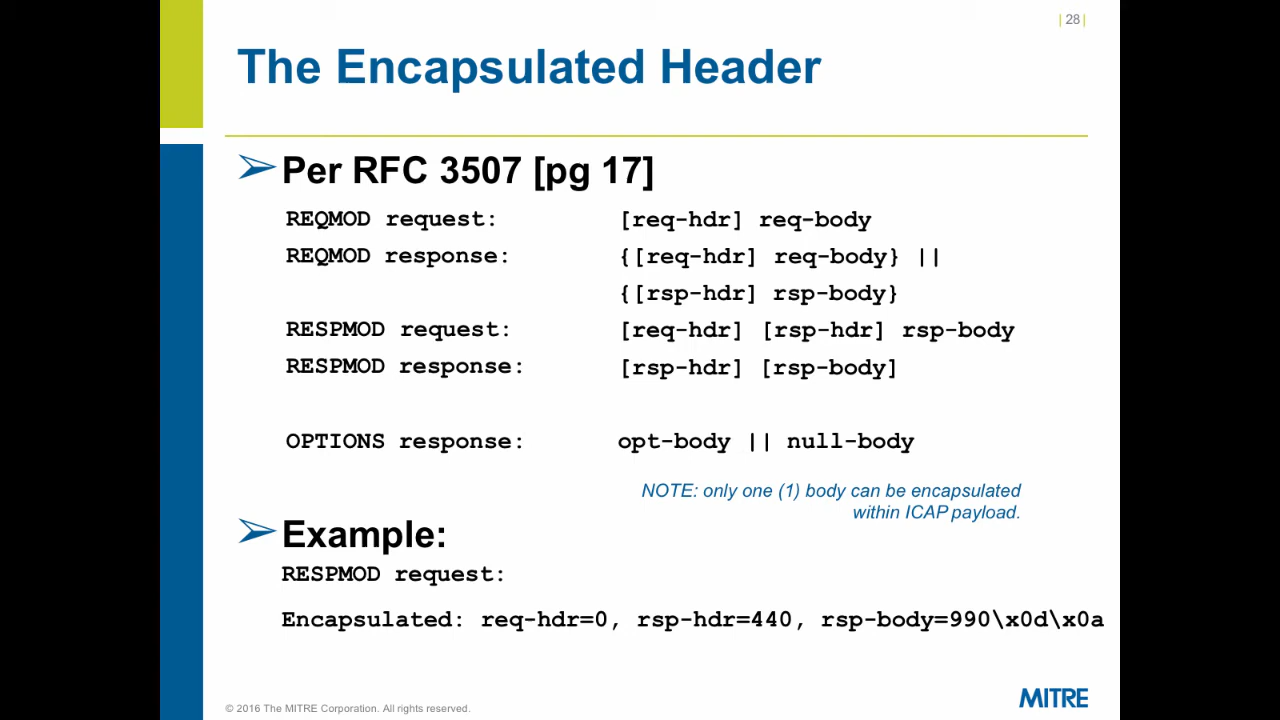 | 28 |
The Encapsulated Header
➢ Per RFC 3507 [pg 17]
REQMOD request: [req-hdr] req-body
REQMOD response: {[req-hdr] req-body} ||
{[rsp-hdr] rsp-body}
RESPMOD request: [req-hdr] [rsp-hdr] rsp-body
RESPMOD response: [rsp-hdr] [rsp-body]
OPTIONS response: opt-body || null-body
NOTE: only one (1) body can be encapsulated
within ICAP payload.
➢ Example:
RESPMOD request:
Encapsulated: req-hdr=0, rsp-hdr=440, rsp-body=990\x0d\x0a
© 2016 The MITRE Corporation. All rights reserved.
MITRE